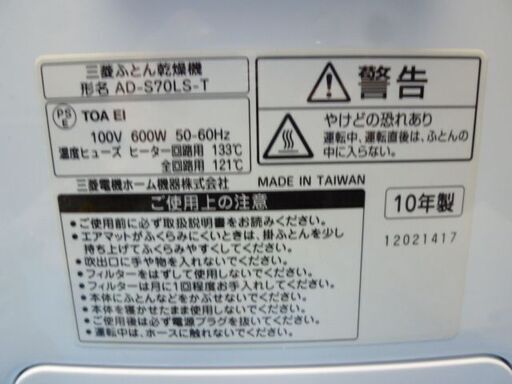 三菱ふとん乾燥機
形名 AD-S70LS-T
PS
E
TOA EI
100V 600W 50-60Hz
温度ヒューズ ヒーター回路用 133℃
全回路用 121℃
三菱電機ホーム機器株式会社
MADE IN TAIWAN
警告
やけどの恐れあり
運転中、運転直後は、ふとんの
中に入らない。
ご使用上の注意
•ご使用前に必ず取扱説明書をお読みください。
•エアマットがふくらみにくいときは、掛ふとんを少し
持ち上げてふくらみやすくしてください。
•吹出口に手や物を入れないでください。
•フィルターをはずして使用しないでください。
•フィルターは月に1回程度お手入れしてください。
•本体にふとんなどをかぶせないでください。
•本体を寝かせたまま使用しないでください。
•ご使用後は必ず電源プラグを抜いてください。
•運転中は、ホースに触れないでください。
10年製
12021417